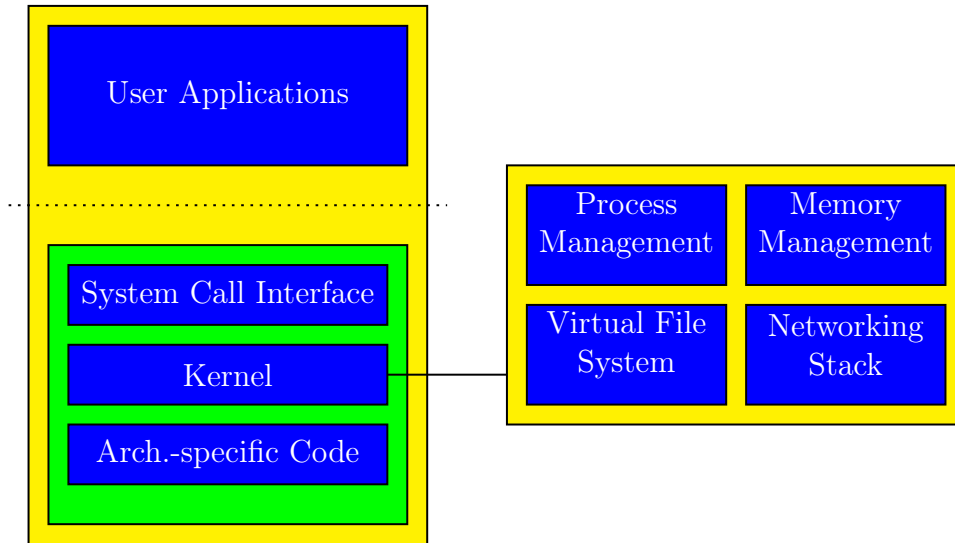 User Applications
System Call Interface
Kernel
Arch.-specific Code
Process
Management
Memory
Management
Virtual File
System
Networking
Stack